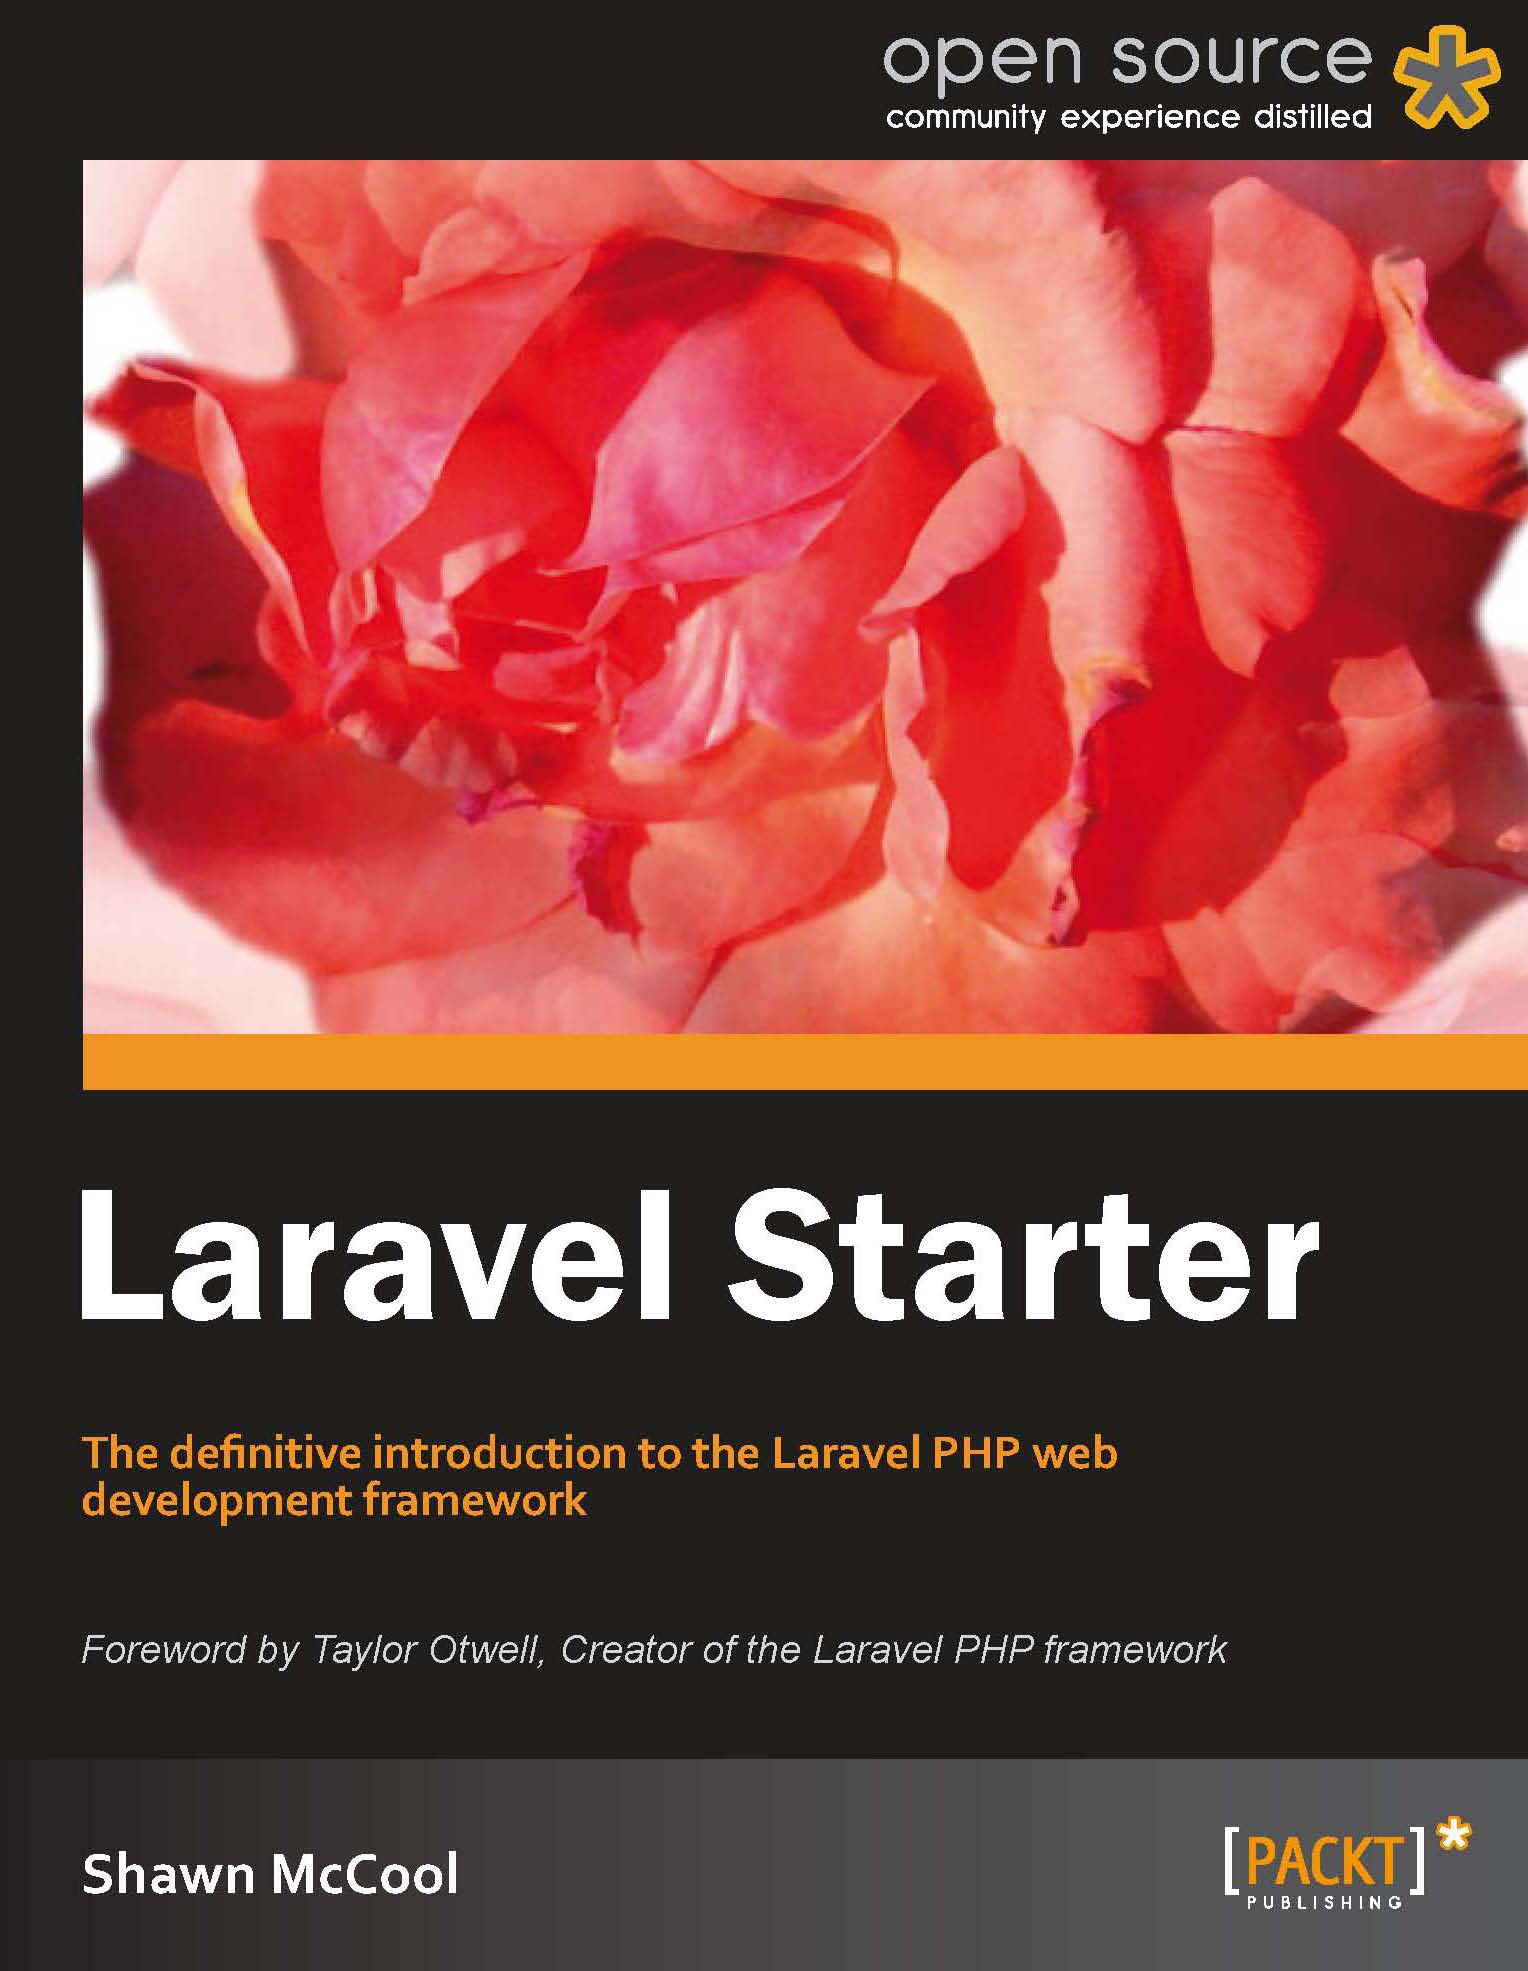 open source
community experience distilled
Laravel Starter
The definitive introduction to the Laravel PHP web
development framework
Foreword by Taylor Otwell, Creator of the Laravel PHP framework
Shawn McCool
[PACKT]*
PUBLISHING